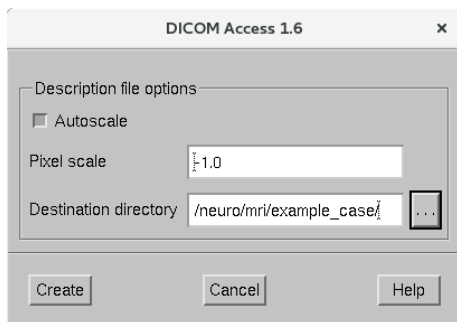 DICOM Access 1.6
×
Description file options
Autoscale
Pixel scale
-1.0
Destination directory
/neuro/mri/example_case/
...
Create
Cancel
Help